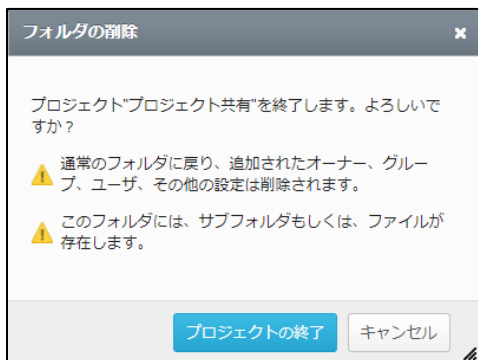 フォルダの削除
プロジェクト"プロジェクト共有"を終了します。よろしいで
すか？
通常のフォルダに戻り、追加されたオーナー、グルー
プ、ユーザ、その他の設定は削除されます。
このフォルダには、サブフォルダもしくは、ファイルが
存在します。
プロジェクトの終了 キャンセル